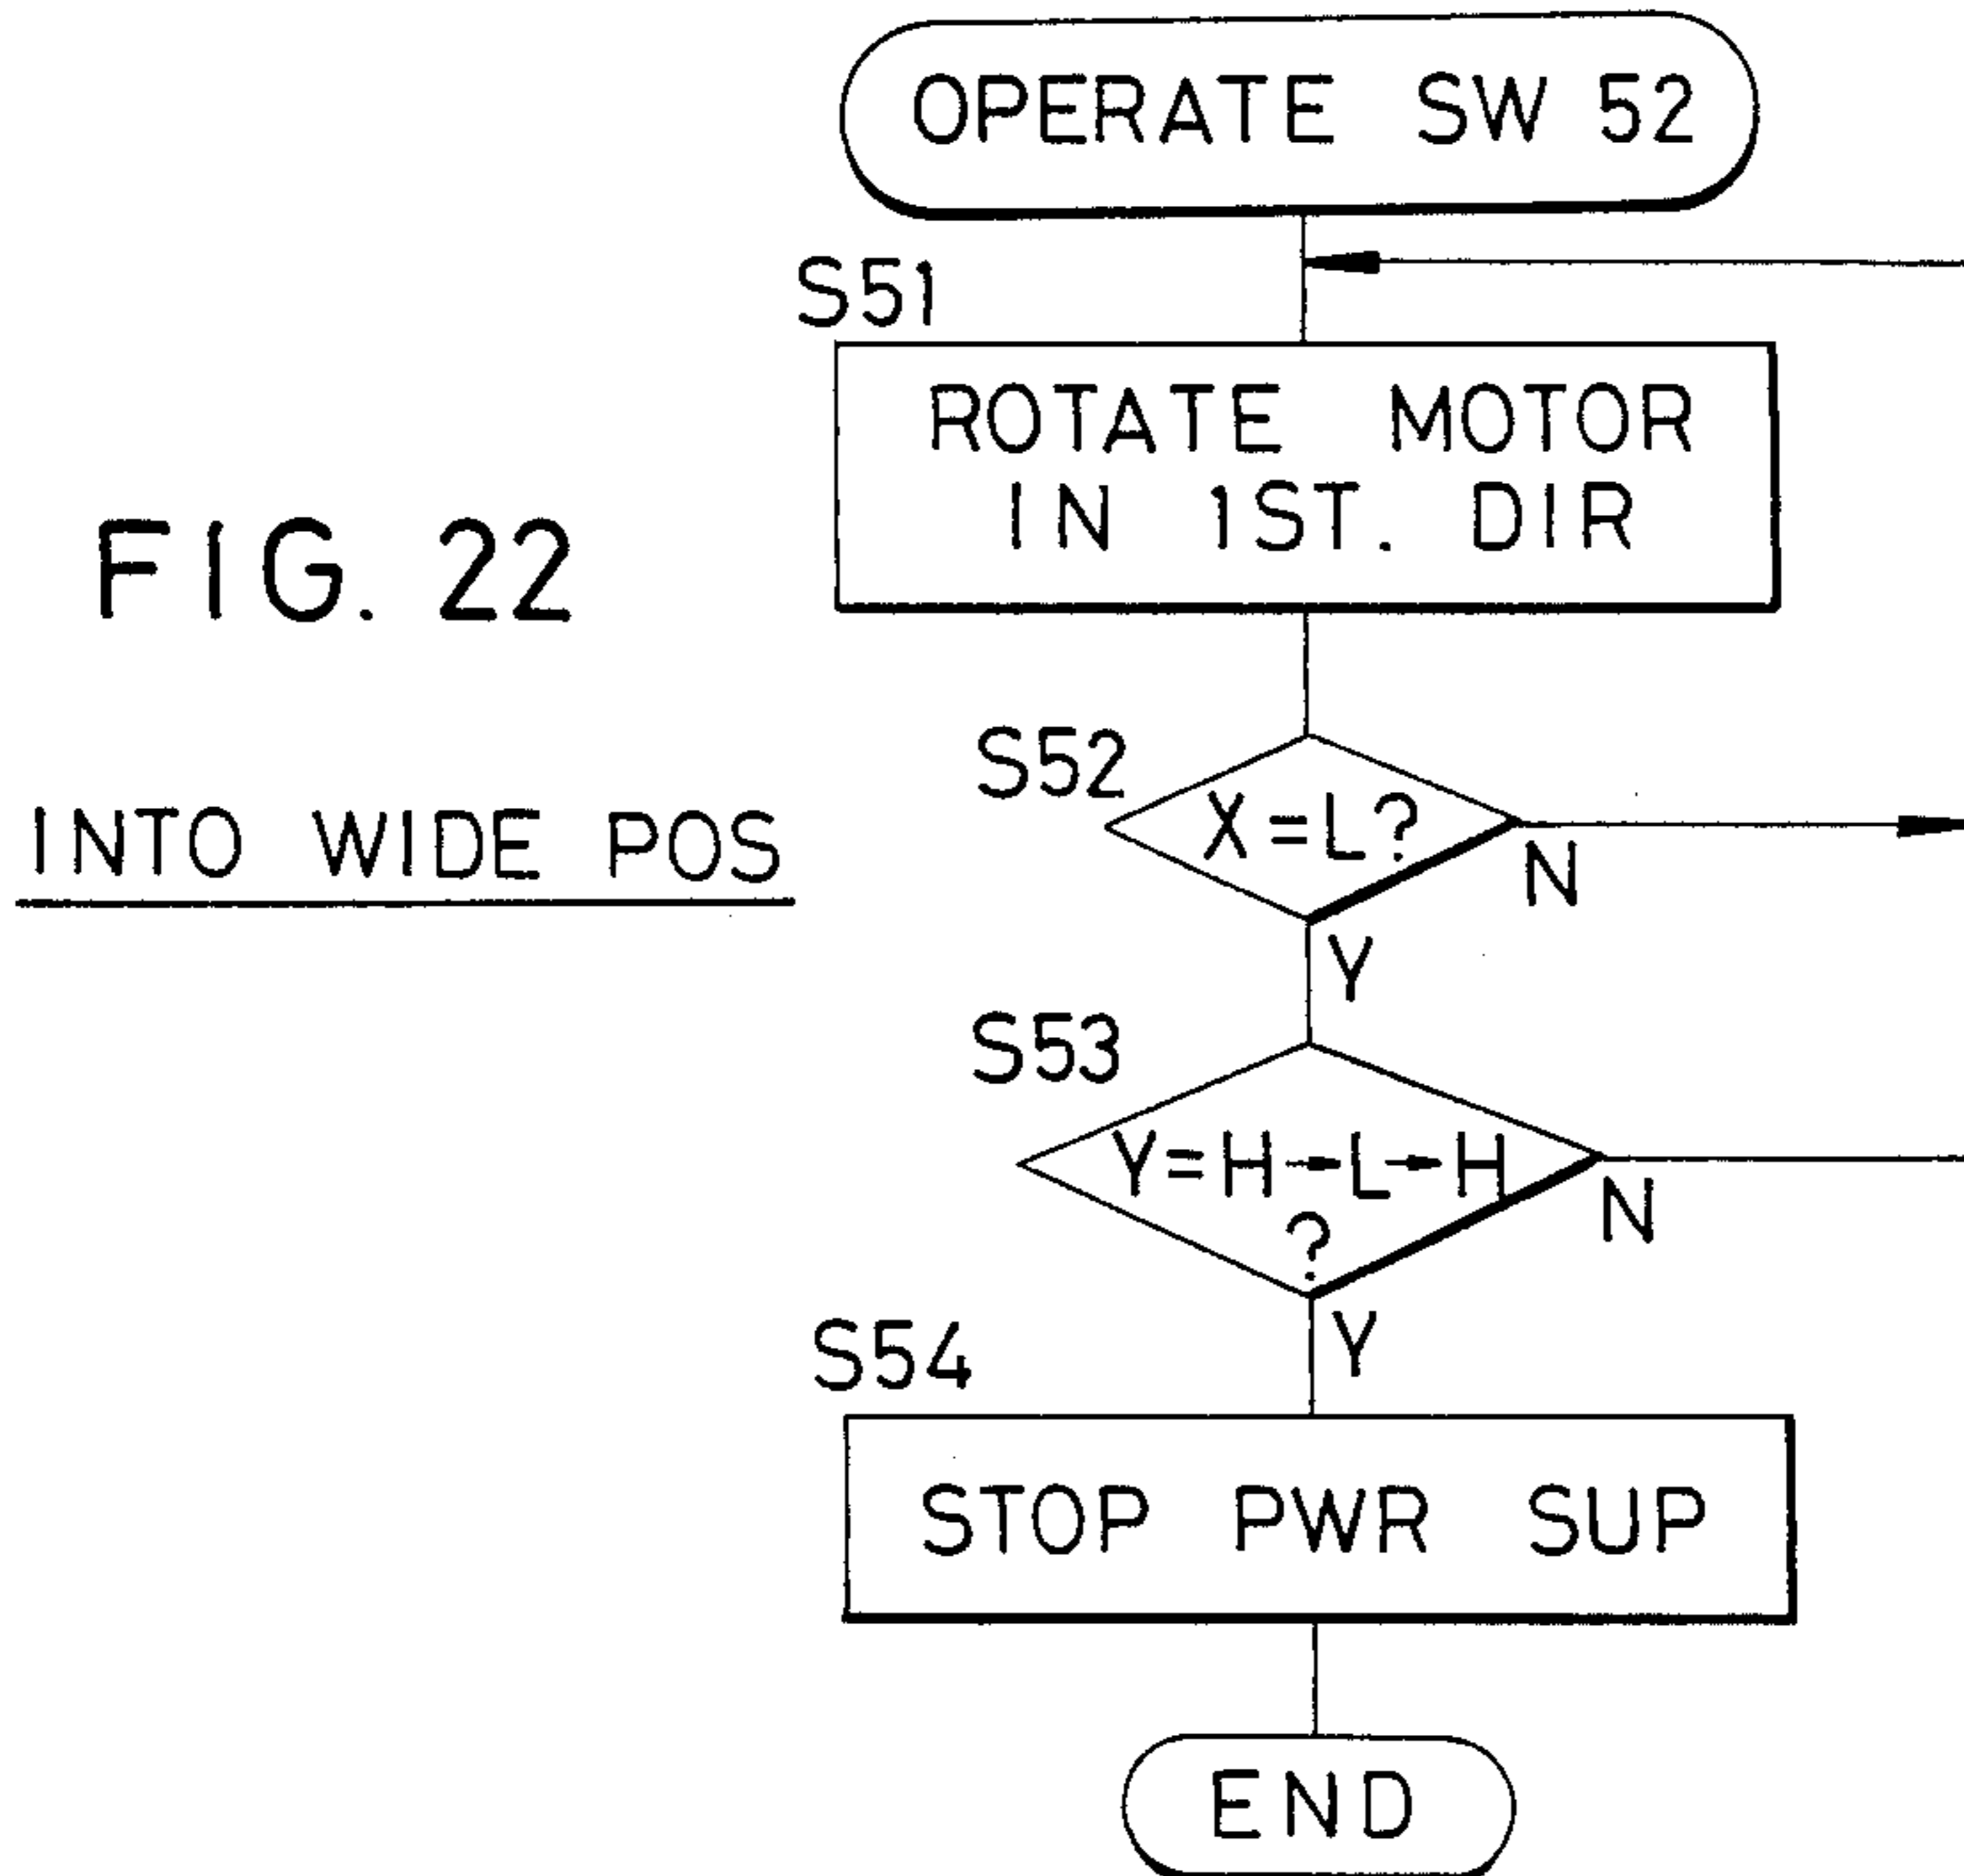 FIG. 22
INTO WIDE POS
OPERATE SW 52
S51
ROTATE MOTOR
IN 1ST. DIR
S52
X=L?
N
Y
S53
Y=H→L→H
?
N
Y
S54
STOP PWR SUP
END